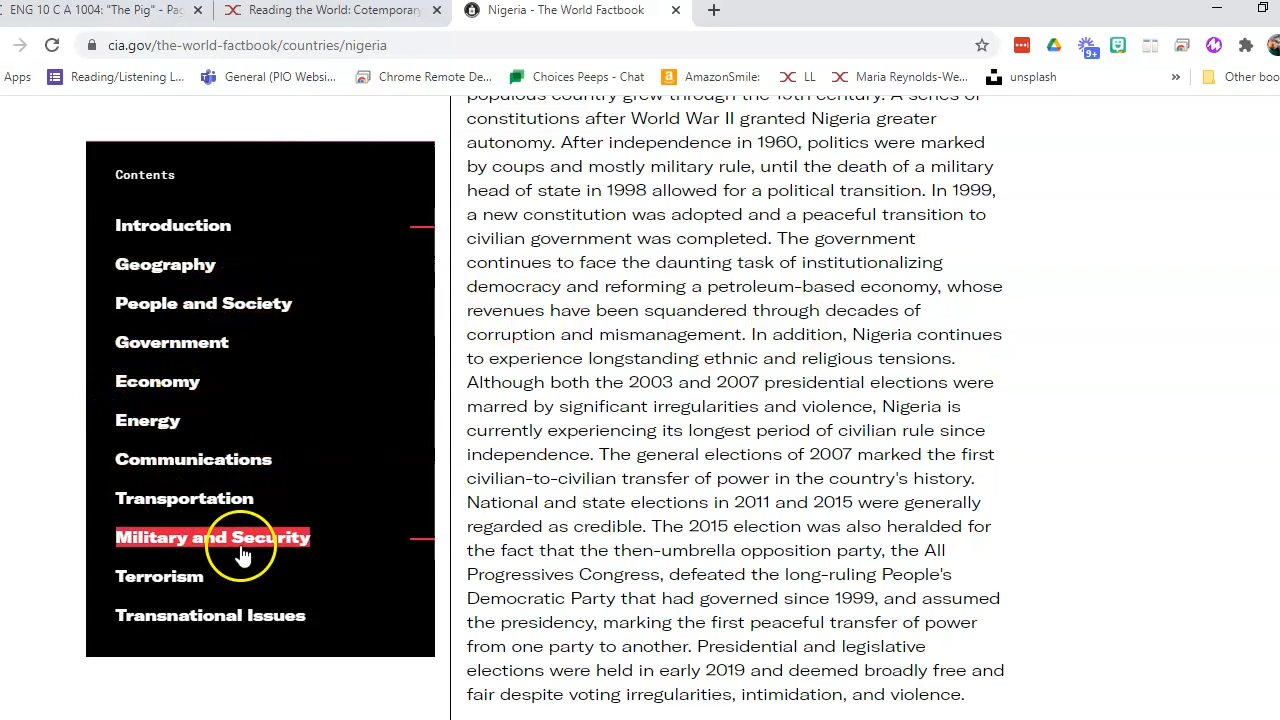 ENG 10 C A 1004: "The Pig" - Pag
Reading the World: Cotemporary
Nigeria - The World Factbook
cia.gov/the-world-factbook/countries/nigeria
9+
Apps
Reading/Listening L...
General (PIO Websi...
Chrome Remote De...
Choices Peeps - Chat
AmazonSmile:
LL
Maria Reynolds-We...
unsplash
»
Other boo
Contents
Introduction
Geography
People and Society
Government
Economy
Energy
Communications
Transportation
Military and Security
Terrorism
Transnational Issues
populous country grew through the 19th century. A series of
constitutions after World War II granted Nigeria greater
autonomy. After independence in 1960, politics were marked
by coups and mostly military rule, until the death of a military
head of state in 1998 allowed for a political transition. In 1999,
a new constitution was adopted and a peaceful transition to
civilian government was completed. The government
continues to face the daunting task of institutionalizing
democracy and reforming a petroleum-based economy, whose
revenues have been squandered through decades of
corruption and mismanagement. In addition, Nigeria continues
to experience longstanding ethnic and religious tensions.
Although both the 2003 and 2007 presidential elections were
marred by significant irregularities and violence, Nigeria is
currently experiencing its longest period of civilian rule since
independence. The general elections of 2007 marked the first
civilian-to-civilian transfer of power in the country's history.
National and state elections in 2011 and 2015 were generally
regarded as credible. The 2015 election was also heralded for
the fact that the then-umbrella opposition party, the All
Progressives Congress, defeated the long-ruling People's
Democratic Party that had governed since 1999, and assumed
the presidency, marking the first peaceful transfer of power
from one party to another. Presidential and legislative
elections were held in early 2019 and deemed broadly free and
fair despite voting irregularities, intimidation, and violence.